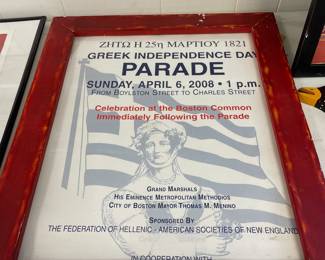 ΖΗΤΩ Η 25η ΜΑΡΤΙΟΥ 1821
GREEK INDEPENDENCE DAY
PARADE
SUNDAY, APRIL 6, 2008 • 1 p.m.
FROM BOYLSTON STREET TO CHARLES STREET
Celebration at the Boston Common
Immediately Following the Parade
GRAND MARSHALS
HIS EMINENCE METROPOLITAN METHODIOS
CITY OF BOSTON MAYOR THOMAS M. MENINO
SPONSORED BY
THE FEDERATION OF HELLENIC - AMERICAN SOCIETIES OF NEW ENGLAND
IN COOPERATION WITH